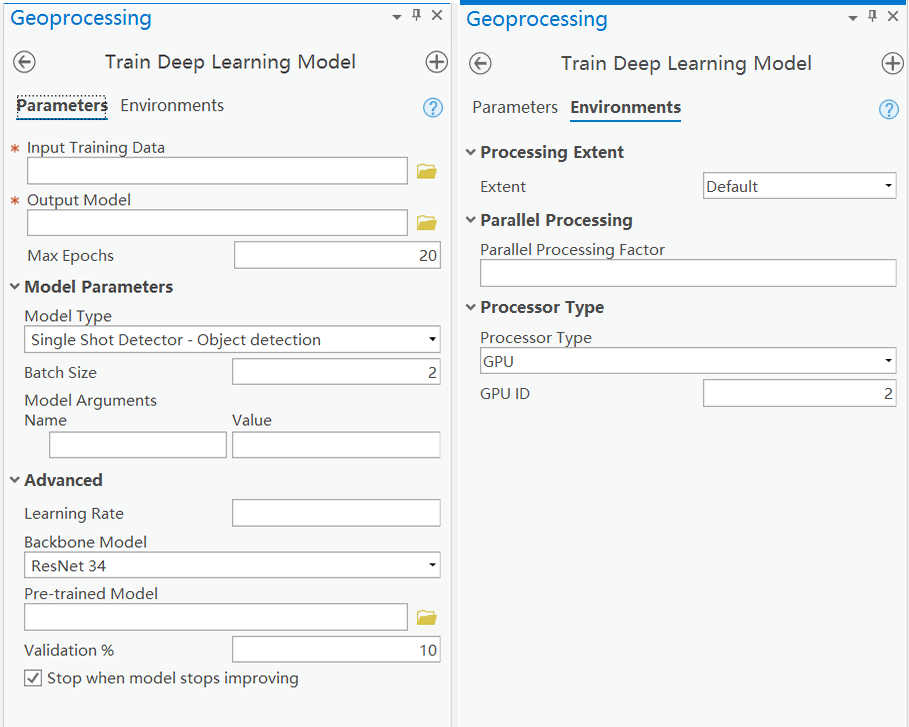 Geoprocessing
Train Deep Learning Model
Parameters Environments
?
* Input Training Data
* Output Model
Max Epochs 20
Model Parameters
Model Type
Single Shot Detector - Object detection
Batch Size 2
Model Arguments
Name Value
Advanced
Learning Rate
Backbone Model
ResNet 34
Pre-trained Model
Validation % 10
Stop when model stops improving
Geoprocessing
Train Deep Learning Model
Parameters Environments
?
Processing Extent
Extent Default
Parallel Processing
Parallel Processing Factor
Processor Type
Processor Type
GPU
GPU ID 2